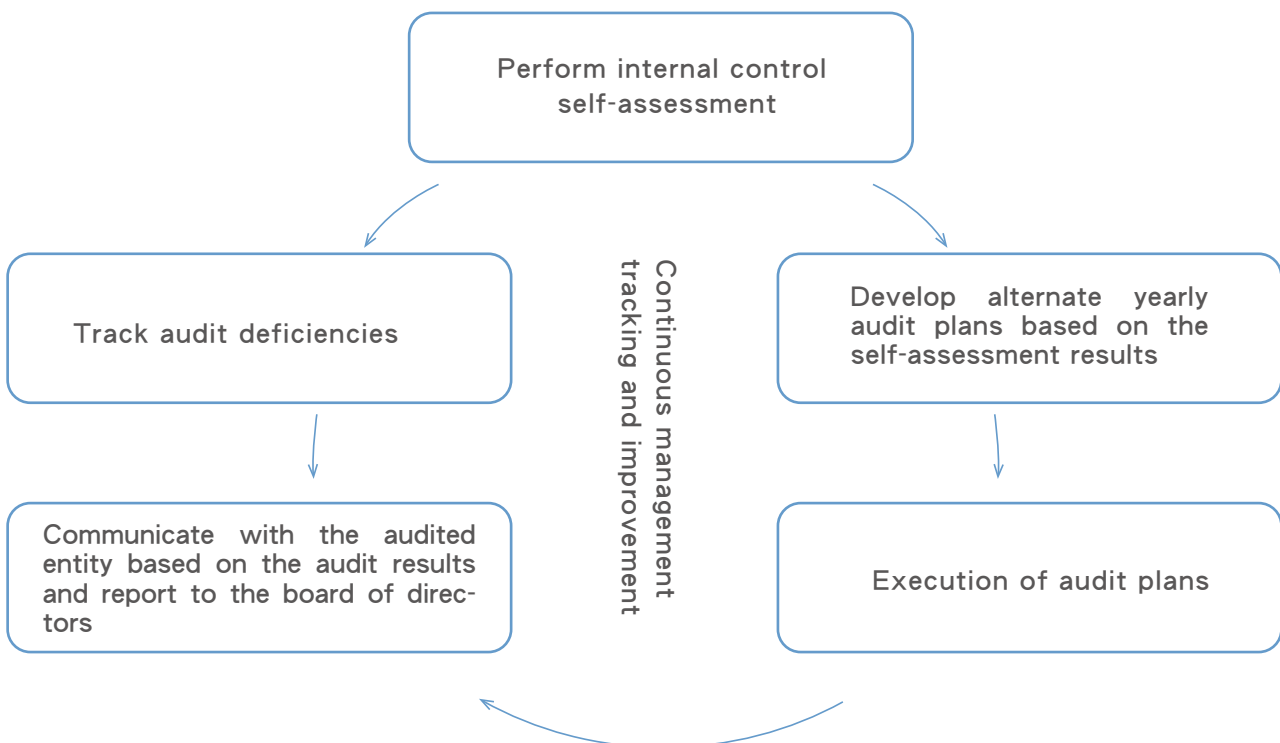 Perform internal control
self-assessment
Track audit deficiencies
Continuous management
tracking and improvement
Develop alternate yearly
audit plans based on the
self-assessment results
Communicate with the audited
entity based on the audit results
and report to the board of direc-
tors
Execution of audit plans